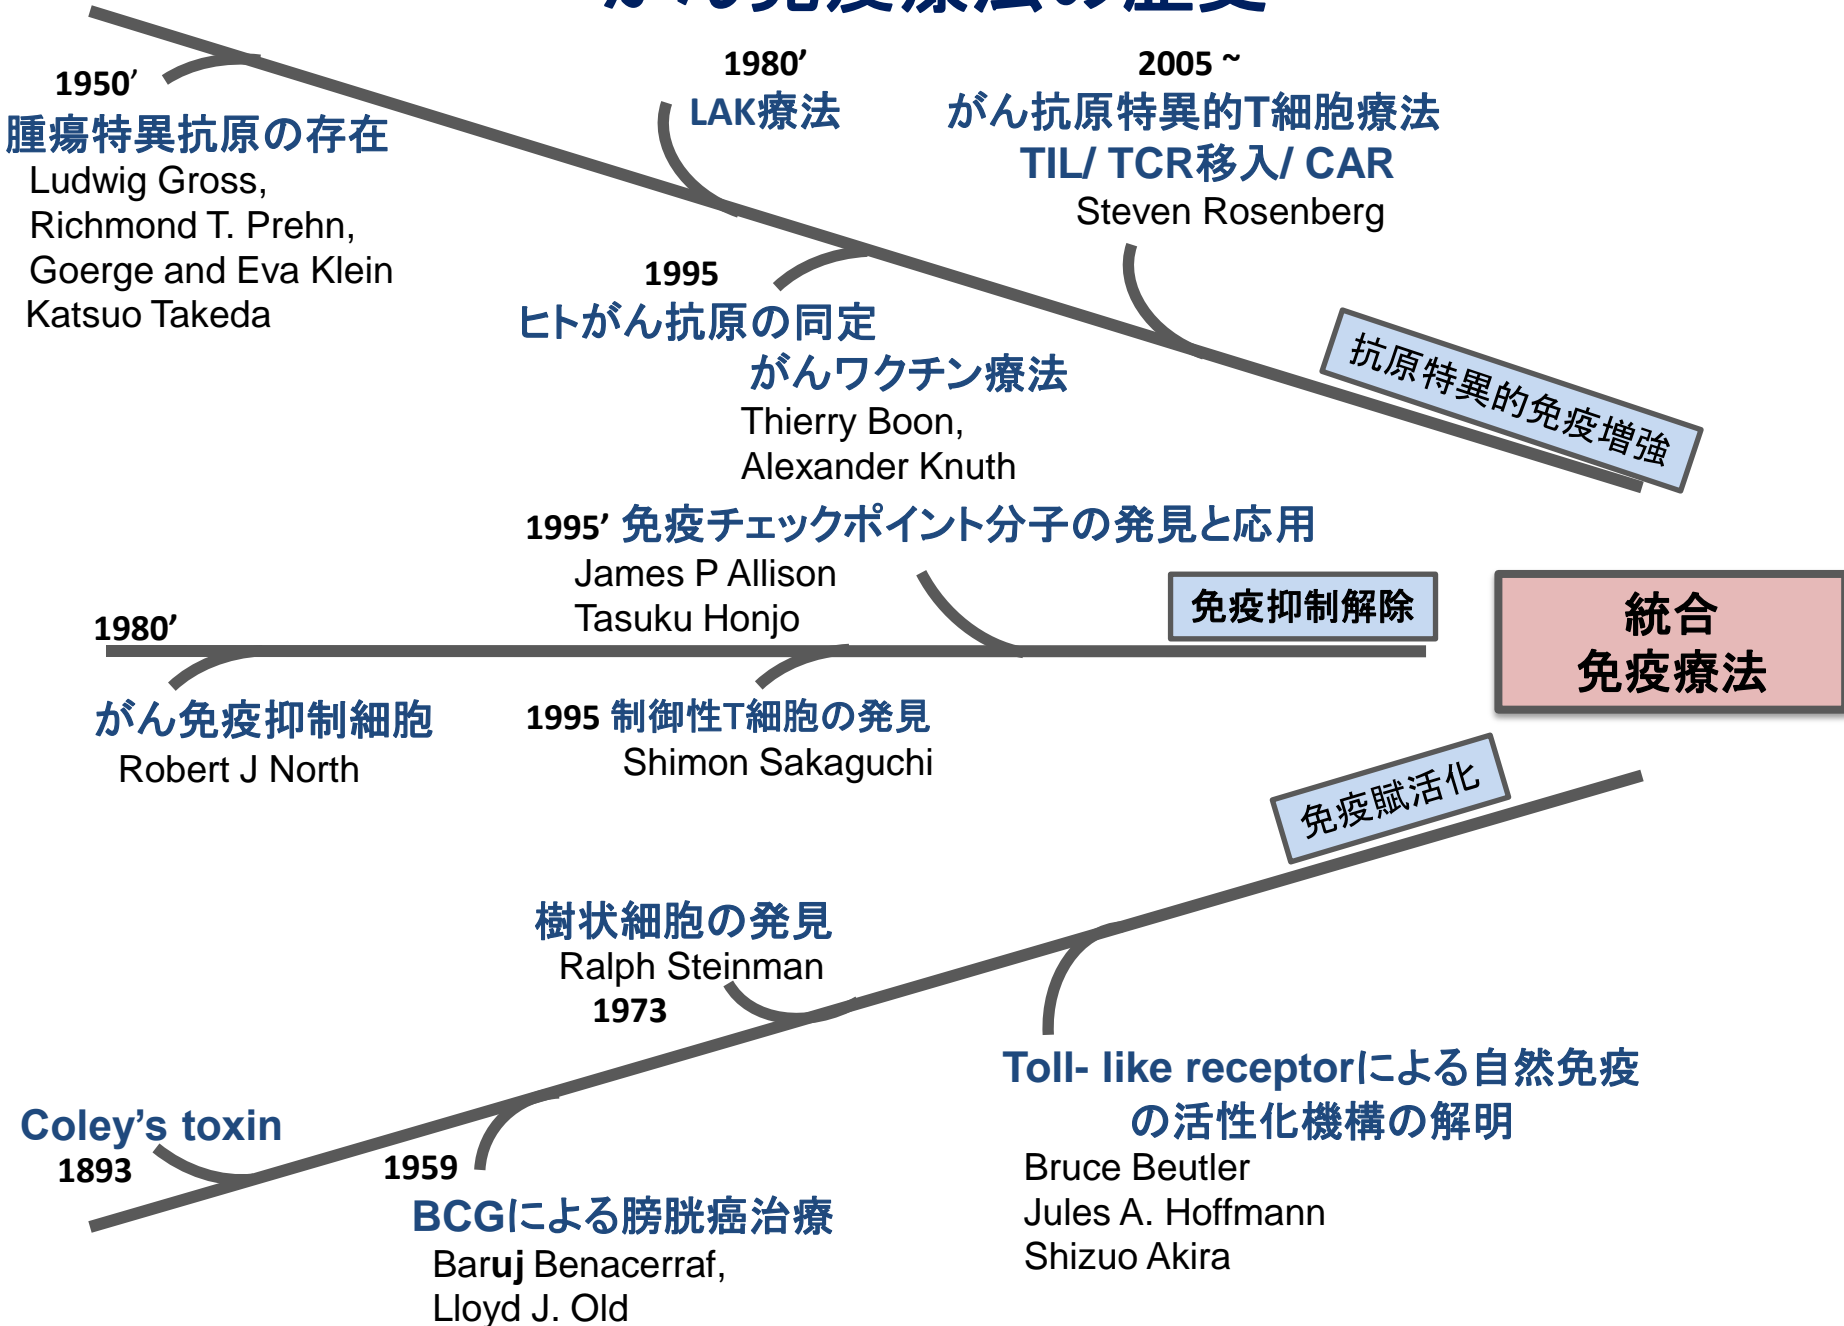 がん免疫療法の歴史
1950’
腫瘍特異抗原の存在
Ludwig Gross,
Richmond T. Prehn,
Goerge and Eva Klein
Katsuo Takeda
1980’
LAK療法
2005 ~
がん抗原特異的T細胞療法
TIL/ TCR移入/ CAR
Steven Rosenberg
1995
ヒトがん抗原の同定
がんワクチン療法
Thierry Boon,
Alexander Knuth
抗原特異的免疫増強
1995’ 免疫チェックポイント分子の発見と応用
James P Allison
Tasuku Honjo
免疫抑制解除
統合
免疫療法
1980’
がん免疫抑制細胞
Robert J North
1995 制御性T細胞の発見
Shimon Sakaguchi
免疫賦活化
樹状細胞の発見
Ralph Steinman
1973
Coley’s toxin
1893
1959
BCGによる膀胱癌治療
Baruj Benacerraf,
Lloyd J. Old
Toll- like receptorによる自然免疫
の活性化機構の解明
Bruce Beutler
Jules A. Hoffmann
Shizuo Akira